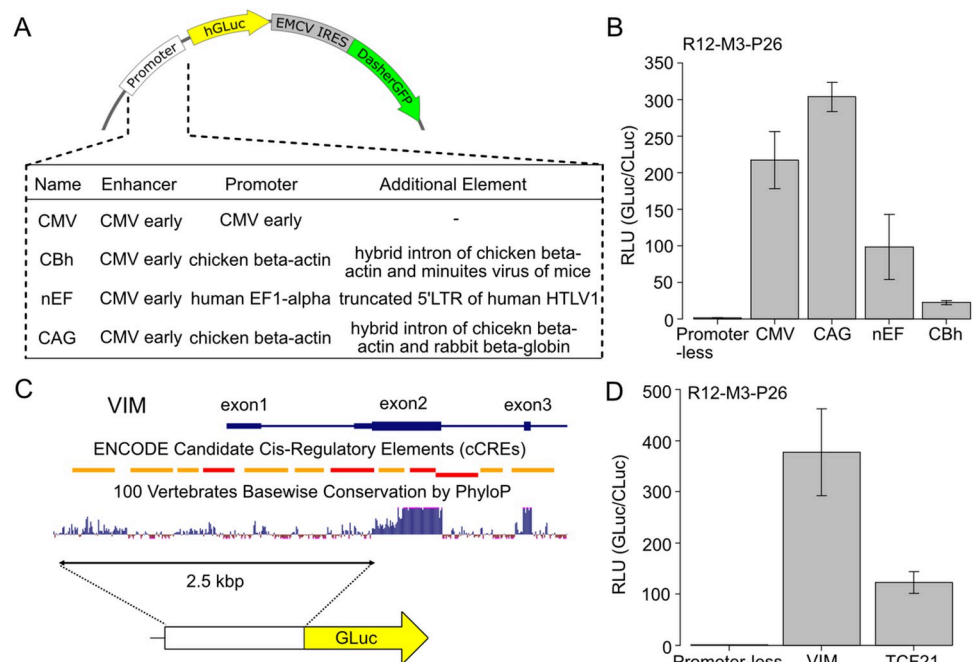 A
Promoter
hGLuc
EMCV IRES
DasherGFP
Name Enhancer Promoter Additional Element
CMV CMV early CMV early -
CBh CMV early chicken beta-actin hybrid intron of chicken beta-
actin and minuites virus of mice
nEF CMV early human EF1-alpha truncated 5'LTR of human HTLV1
CAG CMV early chicken beta-actin hybrid intron of chicekn beta-
actin and rabbit beta-globin
B
R12-M3-P26
RLU (GLuc/CLuc)
350
300
250
200
150
100
50
0
Promoter
-less
CMV
CAG
nEF
CBh
C
VIM
exon1
exon2
exon3
ENCODE Candidate Cis-Regulatory Elements (cCREs)
100 Vertebrates Basewise Conservation by PhyloP
2.5 kbp
GLuc
D
R12-M3-P26
RLU (GLuc/CLuc)
500
400
300
200
100
0
Promoter-less
VIM
TCF21